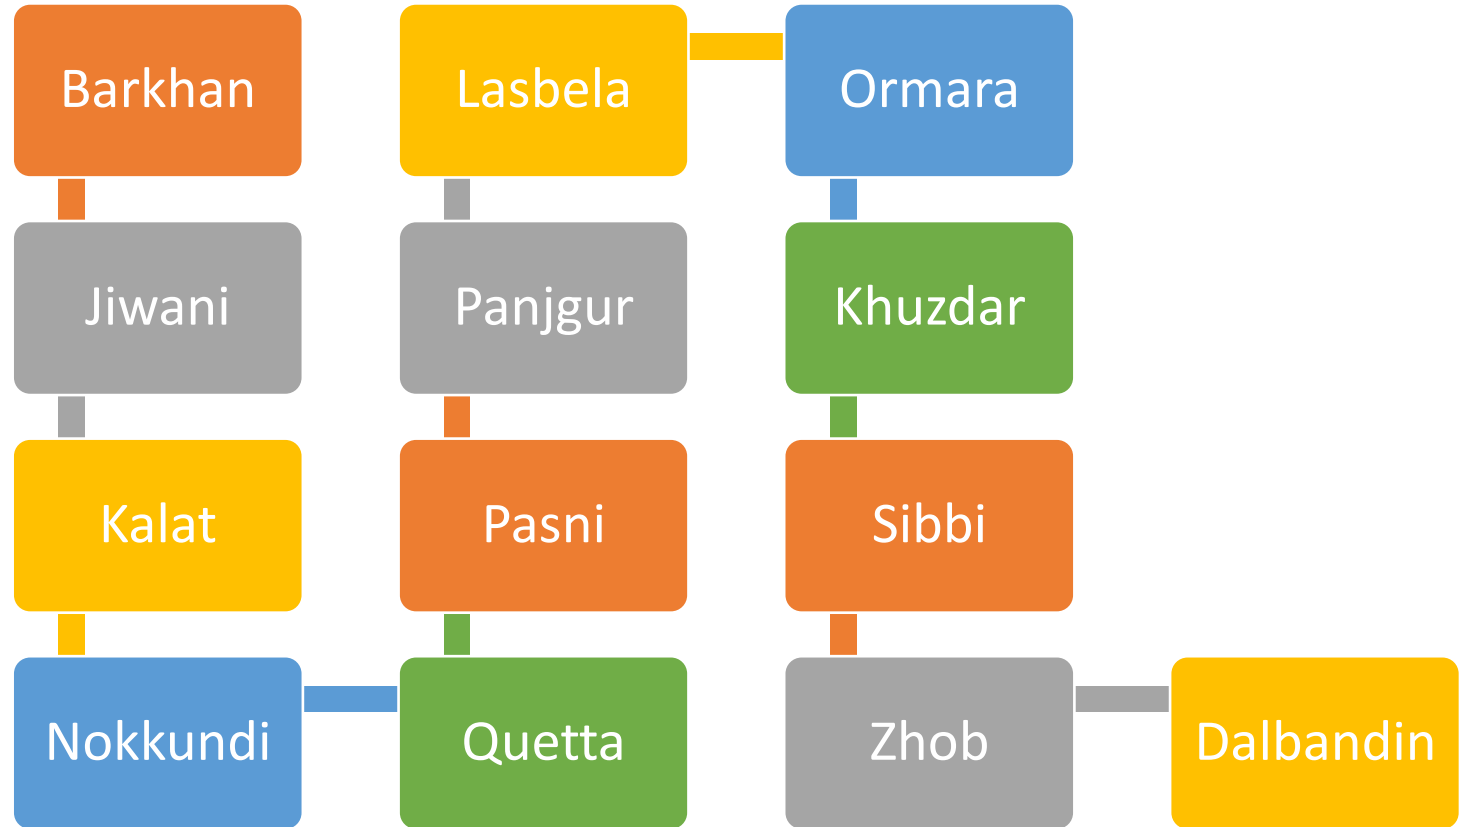 Barkhan
Jiwani
Kalat
Nokkundi
Quetta
Pasni
Panjgur
Lasbela
Ormara
Khuzdar
Sibbi
Zhob
Dalbandin